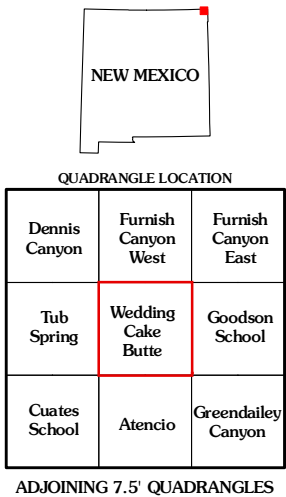 NEW MEXICO
QUADRANGLE LOCATION
Dennis
Canyon
Furnish
Canyon
West
Furnish
Canyon
East
Tub
Spring
Wedding
Cake
Butte
Goodson
School
Cuates
School
Atencio
Greendailey
Canyon
ADJOINING 7.5' QUADRANGLES